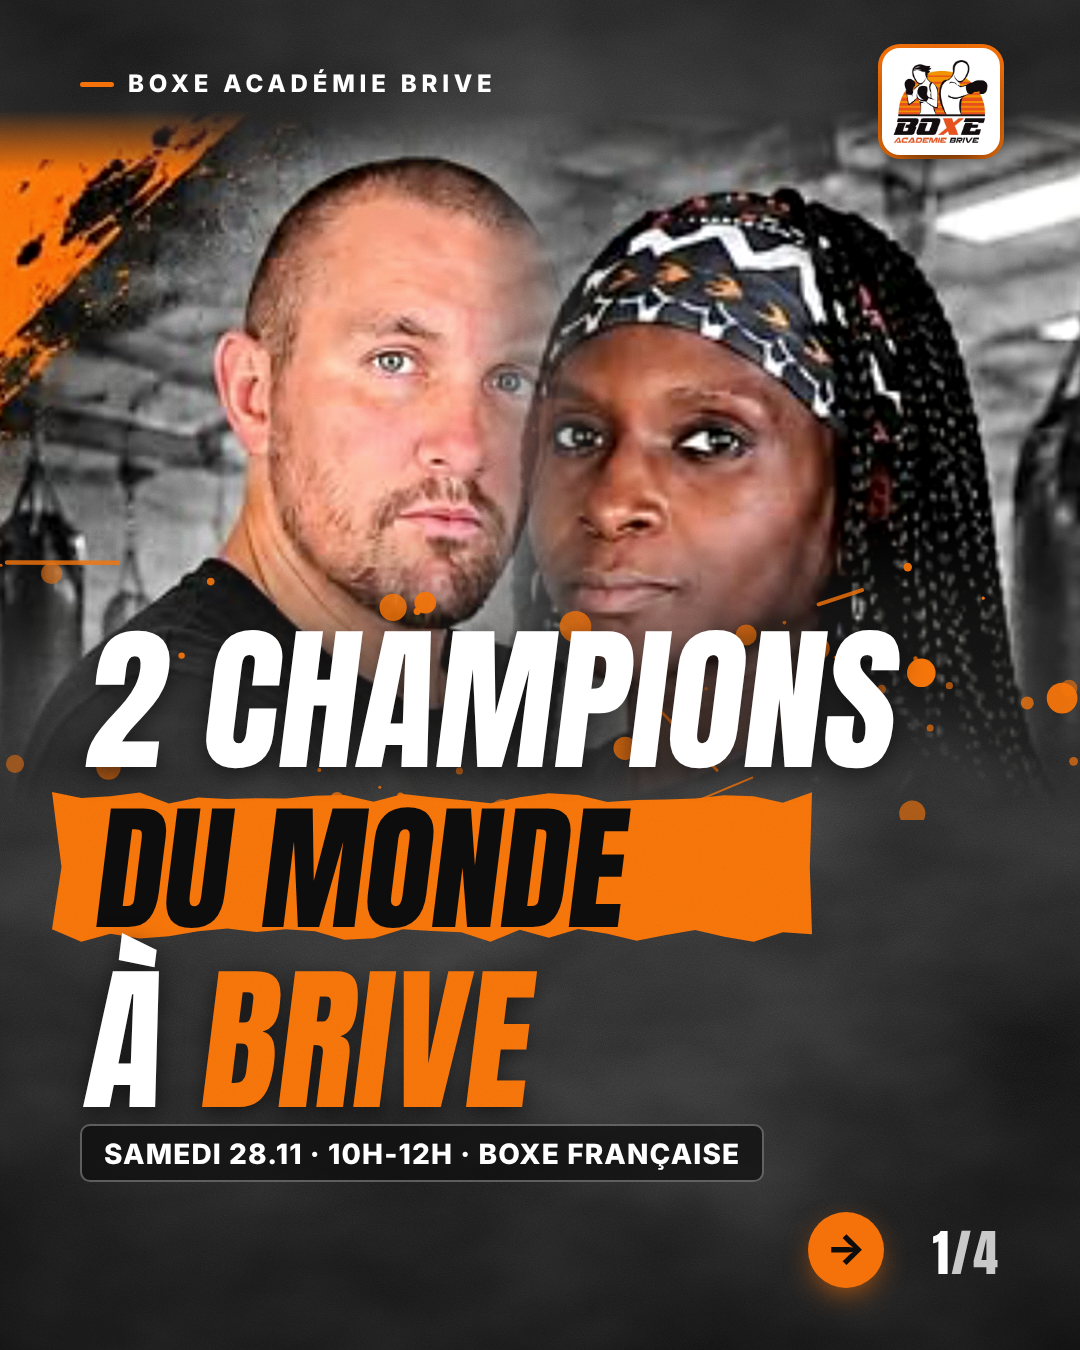 BOXE ACADÉMIE BRIVE
BOXE
ACADEMIE BRIVE
2 CHAMPIONS
DU MONDE
À BRIVE
SAMEDI 28.11 · 10H-12H · BOXE FRANÇAISE
1/4